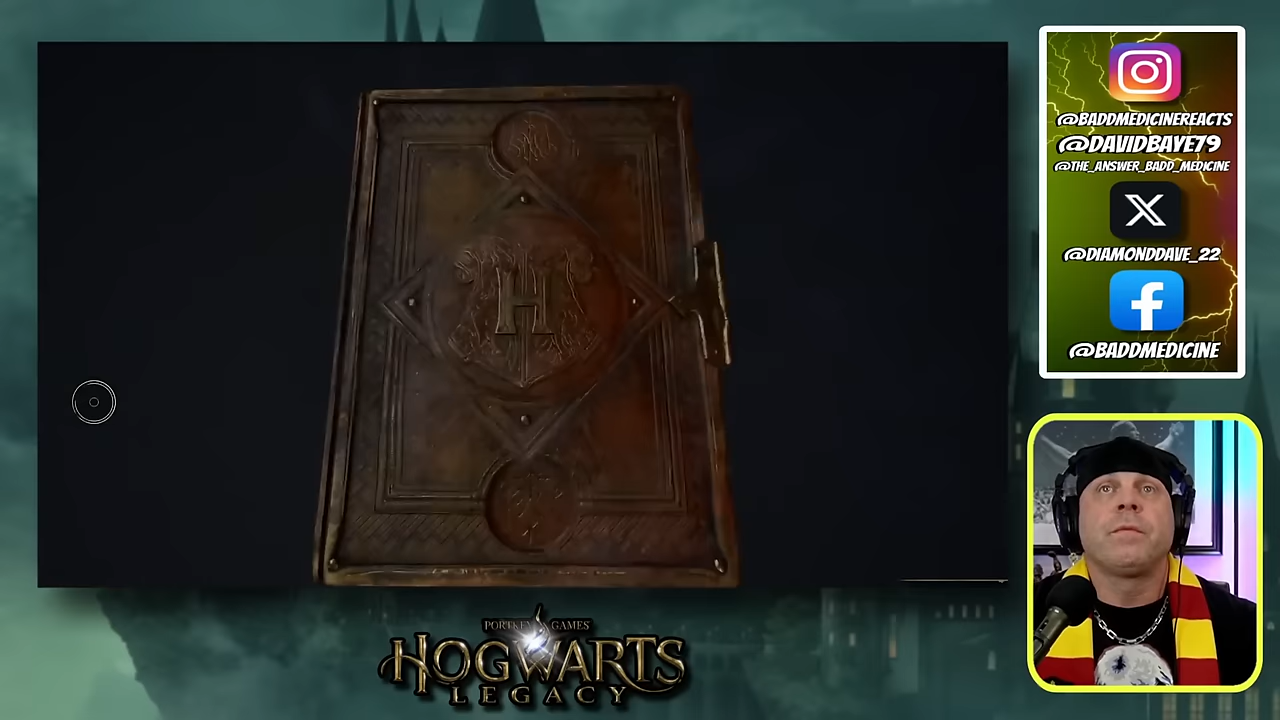 H
@BADDMEDICINEREACTS
@DAVIDBAYE79
@THE_ANSWER_BADD_MEDICINE
X
@DIAMONDDAVE_22
f
@BADDMEDICINE
PORTKEY GAMES
HOGWARTS
LEGACY